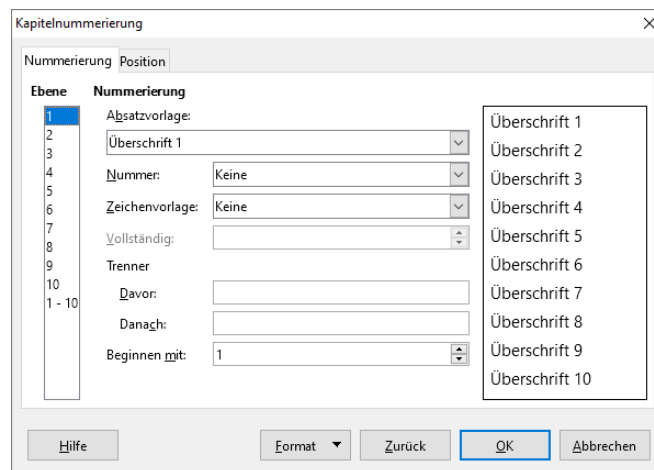 Kapitelnummerierung
Nummerierung Position
Ebene
1
2
3
4
5
6
7
8
9
10
1 - 10
Nummerierung
Absatzvorlage:
Überschrift 1
Nummer: Keine
Zeichenvorlage: Keine
Vollständig:
Trenner
Davor:
Danach:
Beginnen mit: 1
Überschrift 1
Überschrift 2
Überschrift 3
Überschrift 4
Überschrift 5
Überschrift 6
Überschrift 7
Überschrift 8
Überschrift 9
Überschrift 10
Hilfe Format Zurück OK Abbrechen